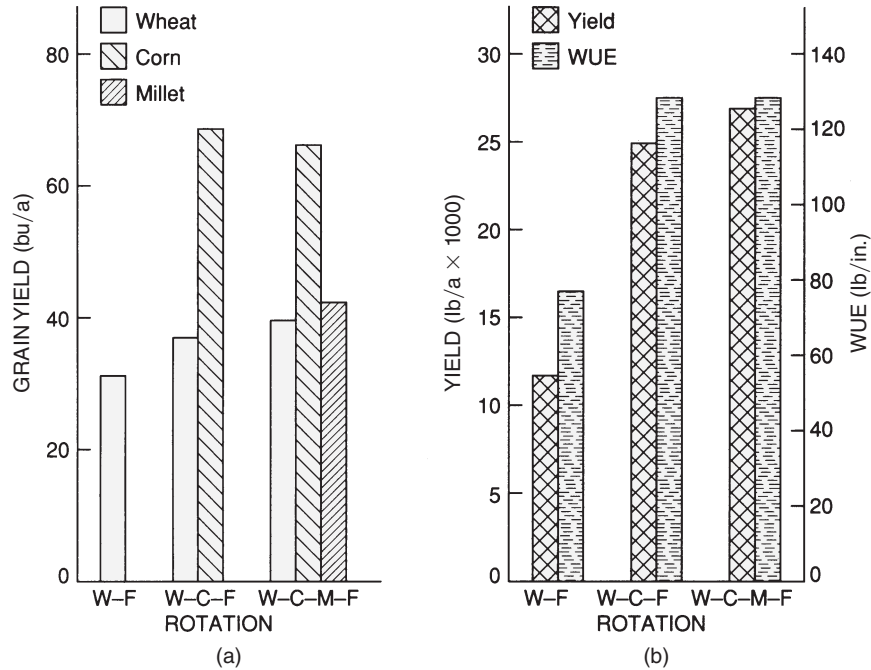 Wheat
Corn
Millet
80
60
40
20
0
GRAIN YIELD (bu/a)
W–F W–C–F W–C–M–F
ROTATION
(a)
Yield
WUE
30
25
20
15
10
5
0
YIELD (lb/a × 1000)
140
120
100
80
60
40
20
0
WUE (lb/in.)
W–F W–C–F W–C–M–F
ROTATION
(b)